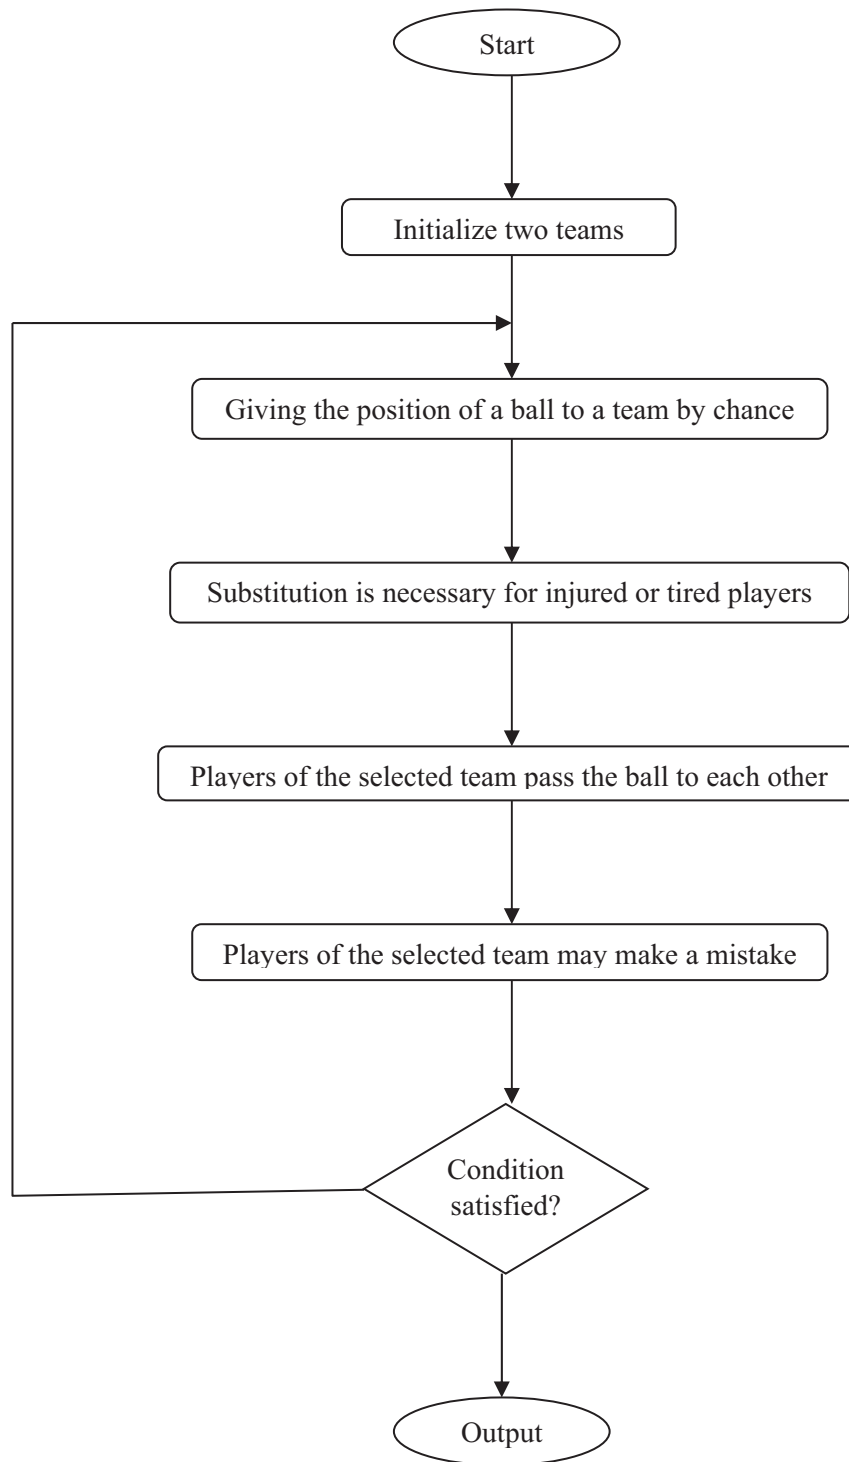 Start
Initialize two teams
Giving the position of a ball to a team by chance
Substitution is necessary for injured or tired players
Players of the selected team pass the ball to each other
Players of the selected team may make a mistake
Condition
satisfied?
Output